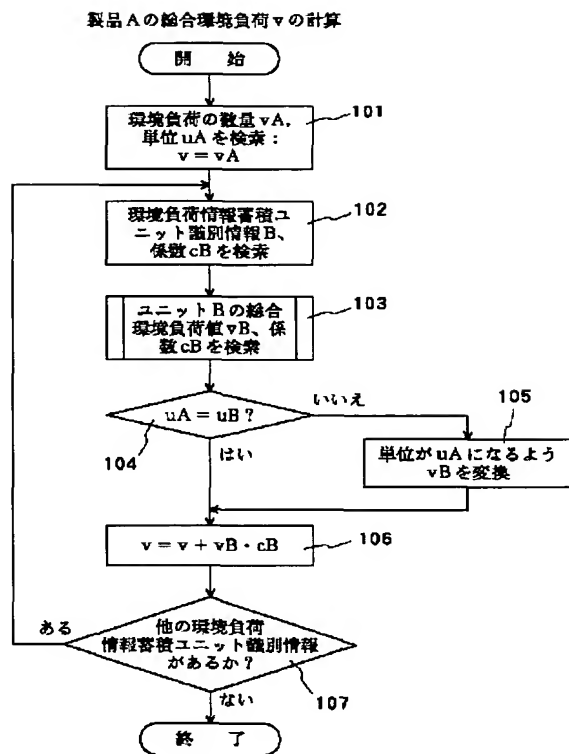 製品Aの総合環境負荷vの計算
開　始
環境負荷の数量vA,
単位uAを検索：
v＝vA
101
環境負荷情報蓄積ユ
ニット識別情報B、
係数cBを検索
102
ユニットBの総合
環境負荷値vB、係
数cBを検索
103
uA＝uB？
いいえ
104
はい
105
単位がuAになるよう
vBを変換
v＝v＋vB・cB
106
ある
他の環境負荷
情報蓄積ユニット識別情報
があるか？
107
ない
終　了